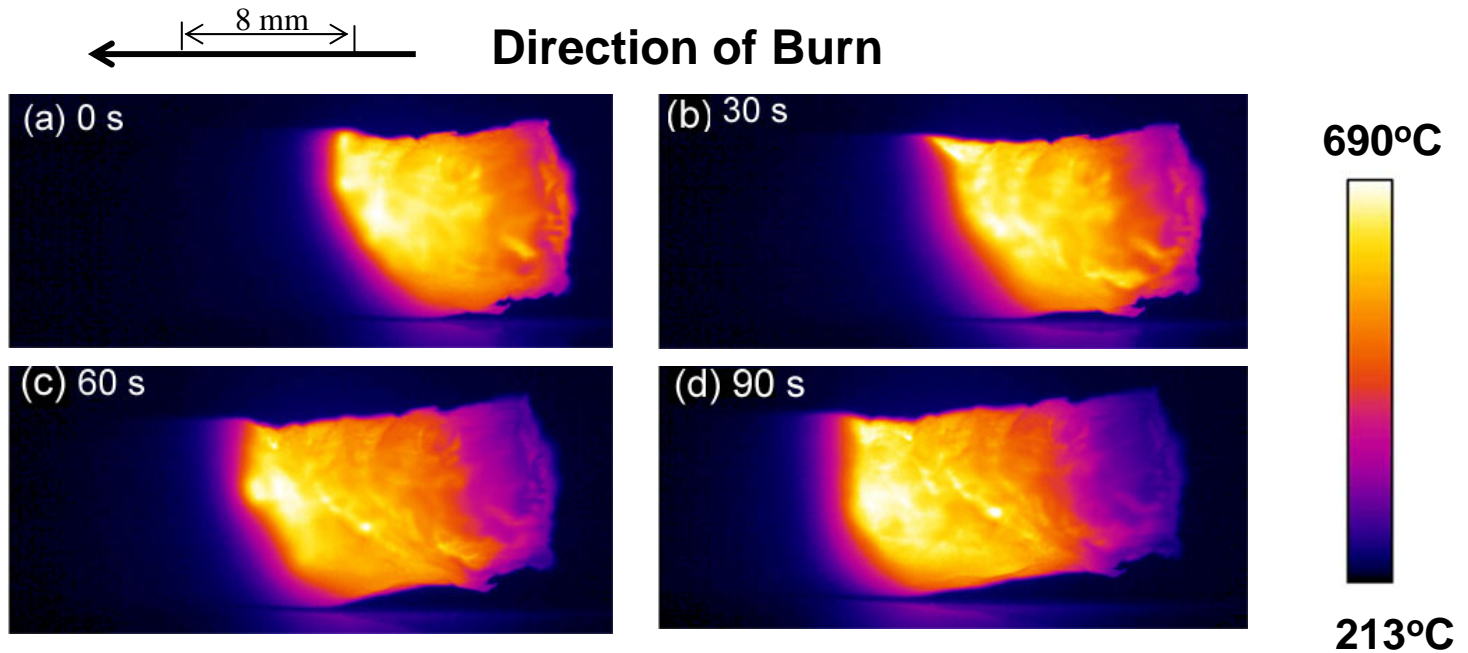 8 mm
Direction of Burn
(a) 0 s
(b) 30 s
690°C
(c) 60 s
(d) 90 s
213°C